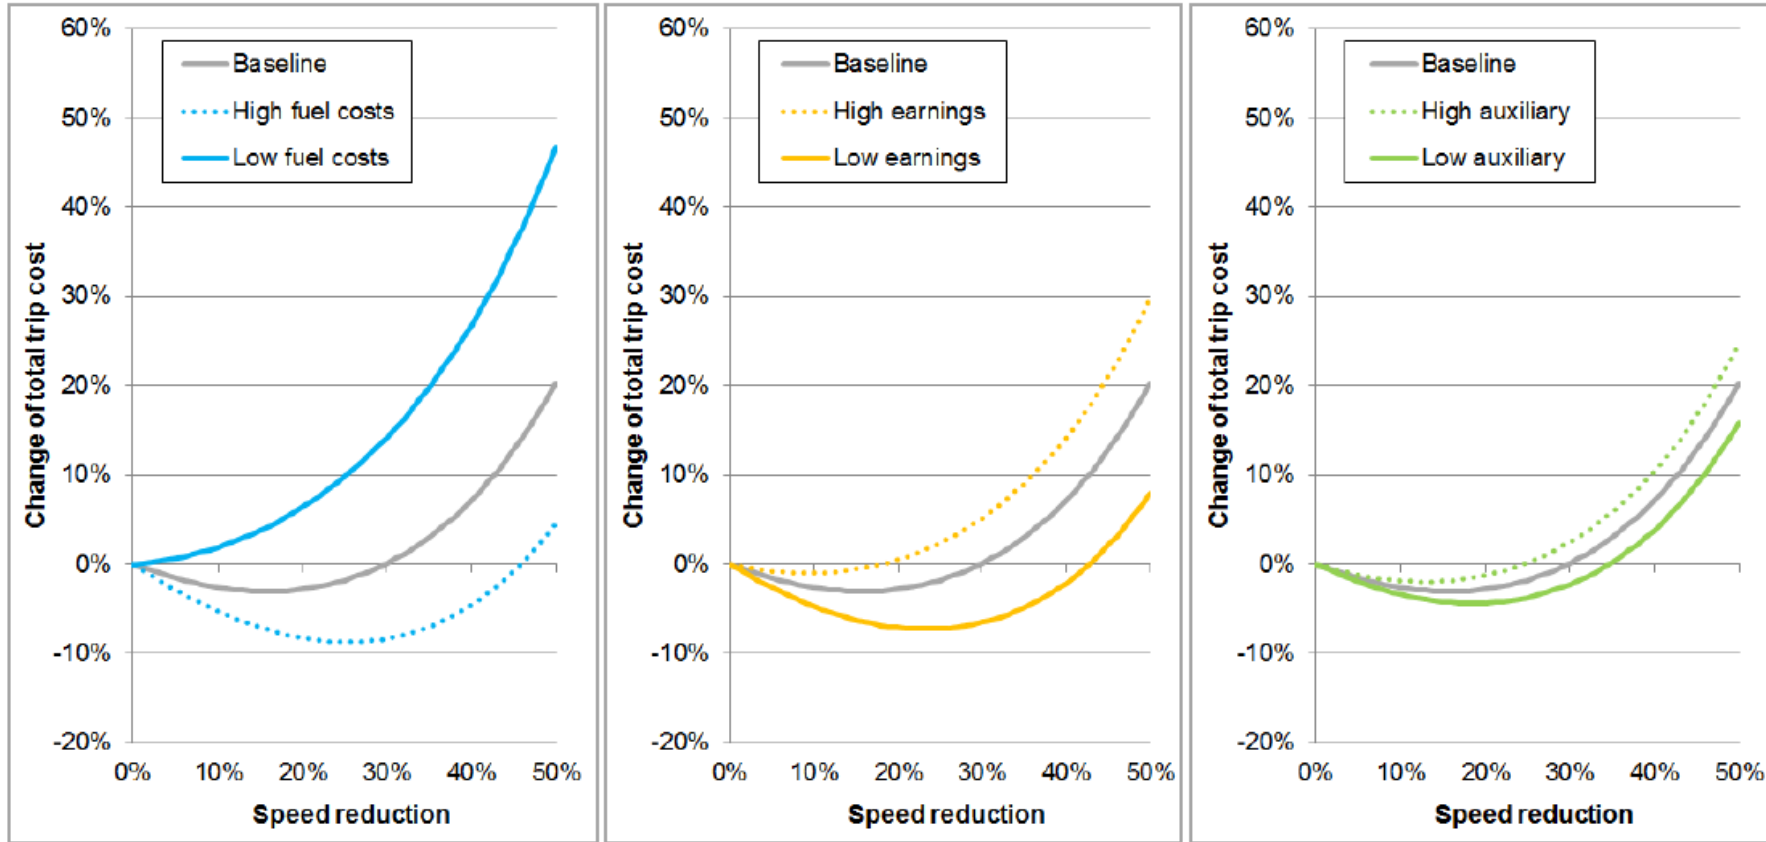 60%
50%
40%
30%
20%
10%
0%
-10%
-20%
Change of total trip cost
Baseline
High fuel costs
Low fuel costs
0% 10% 20% 30% 40% 50%
Speed reduction
60%
50%
40%
30%
20%
10%
0%
-10%
-20%
Change of total trip cost
Baseline
High earnings
Low earnings
0% 10% 20% 30% 40% 50%
Speed reduction
60%
50%
40%
30%
20%
10%
0%
-10%
-20%
Change of total trip cost
Baseline
High auxiliary
Low auxiliary
0% 10% 20% 30% 40% 50%
Speed reduction